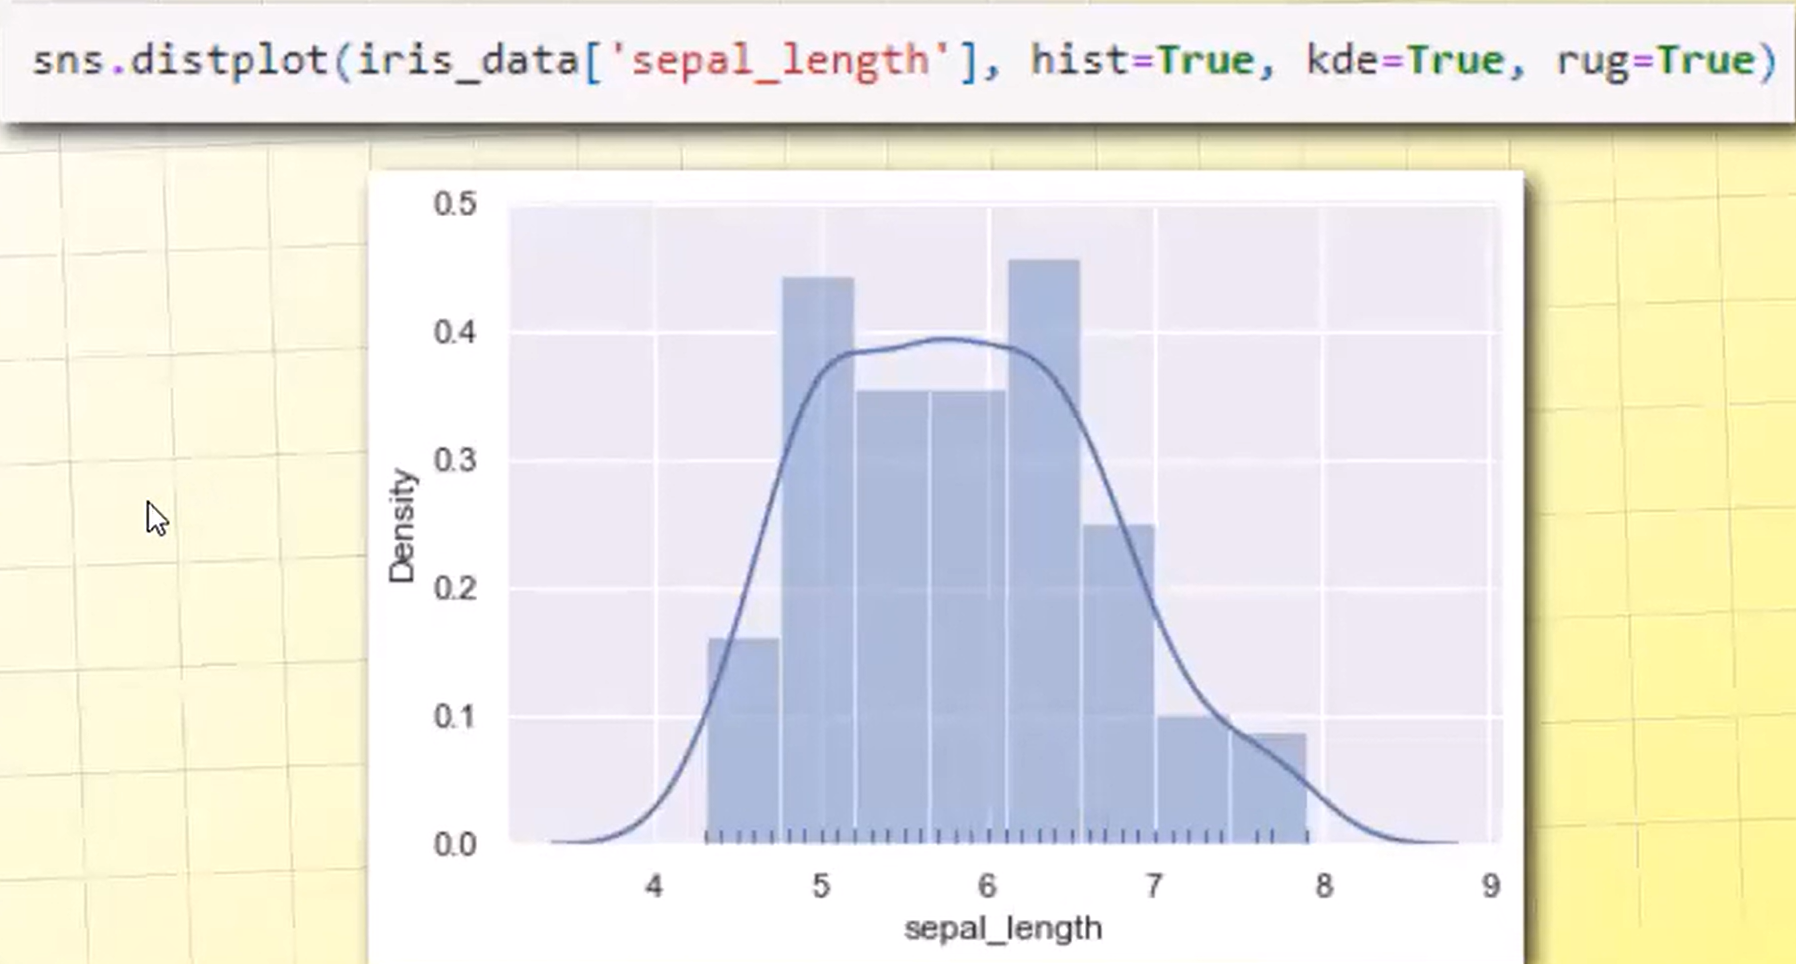 sns.distplot(iris_data['sepal_length'], hist=True, kde=True, rug=True)
0.5
0.4
0.3
0.2
0.1
0.0
Density
4 5 6 7 8 9
sepal_length